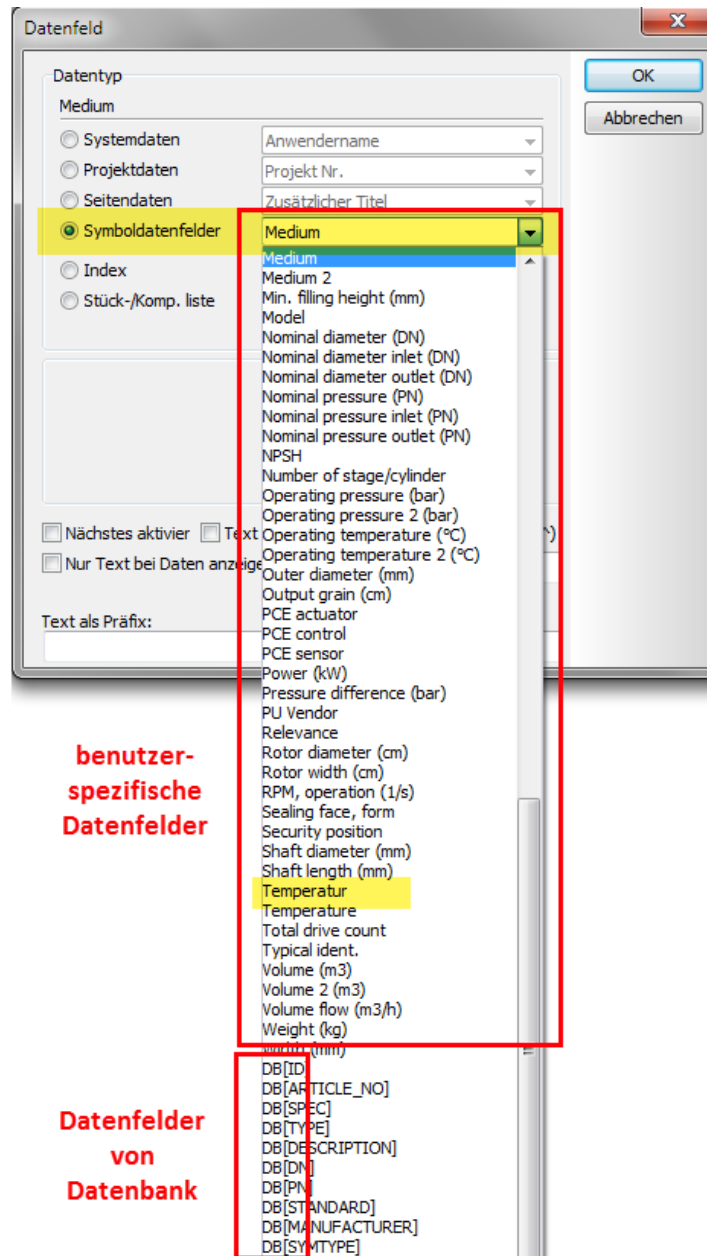 Datenfeld
OK
Abbrechen
Datentyp
Medium
Systemdaten Anwendername
Projektdaten Projekt Nr.
Seitendaten Zusätzlicher Titel
Symboldatenfelder Medium
Index
Stück-/Komp. liste
Medium
Medium 2
Min. filling height (mm)
Model
Nominal diameter (DN)
Nominal diameter inlet (DN)
Nominal diameter outlet (DN)
Nominal pressure (PN)
Nominal pressure inlet (PN)
Nominal pressure outlet (PN)
NPSH
Number of stage/cylinder
Operating pressure (bar)
Operating pressure 2 (bar)
Nächstes aktivier Text Operating temperature (°C) ^)
Operating temperature 2 (°C)
Nur Text bei Daten anzeige
Outer diameter (mm)
Output grain (cm)
PCE actuator
Text als Präfix:
PCE control
PCE sensor
Power (kW)
Pressure difference (bar)
PU Vendor
Relevance
Rotor diameter (cm)
Rotor width (cm)
RPM, operation (1/s)
Sealing face, form
Security position
Shaft diameter (mm)
Shaft length (mm)
Temperatur
Temperature
Total drive count
Typical ident.
Volume (m3)
Volume 2 (m3)
Volume flow (m3/h)
Weight (kg)
Width (mm)
benutzer-
spezifische
Datenfelder
DB[ID]
DB[ARTICLE_NO]
DB[SPEC]
DB[TYPE]
DB[DESCRIPTION]
DB[DN]
DB[PN]
DB[STANDARD]
DB[MANUFACTURER]
DB[SYMTYPE]
Datenfelder
von
Datenbank